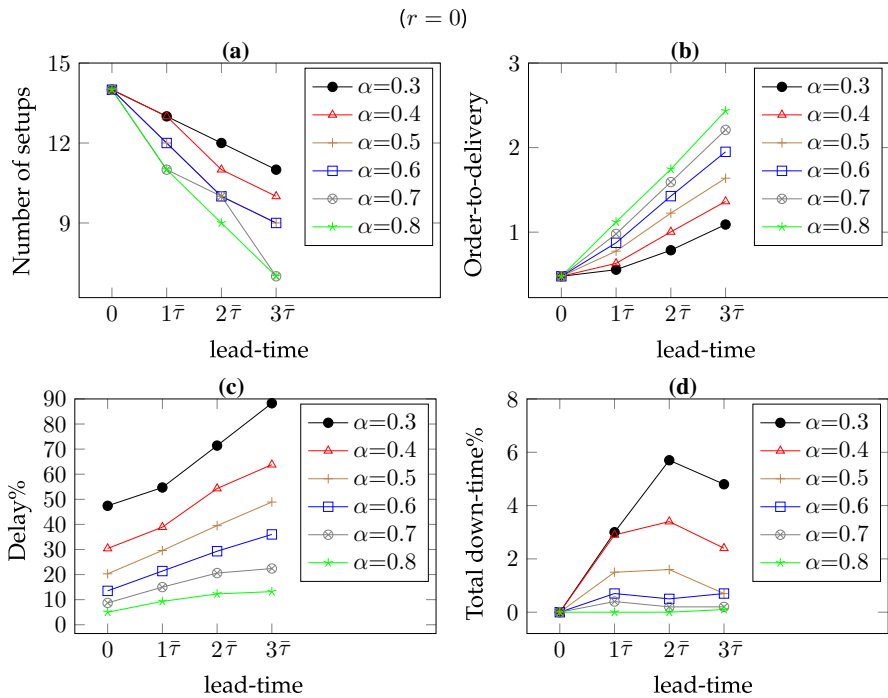 (r = 0)
(a)
Number of setups
15
12
9
0 1τ̄ 2τ̄ 3τ̄
lead-time
α=0.3
α=0.4
α=0.5
α=0.6
α=0.7
α=0.8
(b)
Order-to-delivery
3
2
1
0 1τ̄ 2τ̄ 3τ̄
lead-time
α=0.3
α=0.4
α=0.5
α=0.6
α=0.7
α=0.8
(c)
Delay%
90
80
70
60
50
40
30
20
10
0
0 1τ̄ 2τ̄ 3τ̄
lead-time
α=0.3
α=0.4
α=0.5
α=0.6
α=0.7
α=0.8
(d)
Total down-time%
8
6
4
2
0
0 1τ̄ 2τ̄ 3τ̄
lead-time
α=0.3
α=0.4
α=0.5
α=0.6
α=0.7
α=0.8